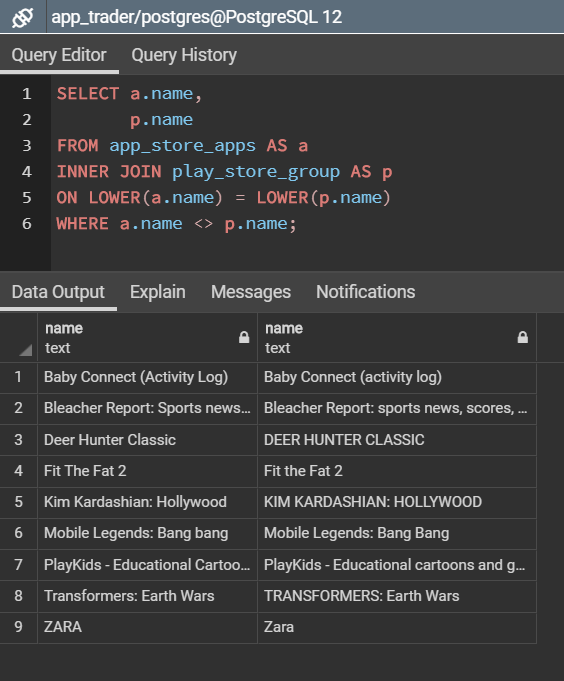 app_trader/postgres@PostgreSQL 12
Query Editor Query History
1 SELECT a.name,
2 p.name
3 FROM app_store_apps AS a
4 INNER JOIN play_store_group AS p
5 ON LOWER(a.name) = LOWER(p.name)
6 WHERE a.name <> p.name;
Data Output Explain Messages Notifications
name name
text text
1 Baby Connect (Activity Log) Baby Connect (activity log)
2 Bleacher Report: Sports news... Bleacher Report: sports news, scores, ...
3 Deer Hunter Classic DEER HUNTER CLASSIC
4 Fit The Fat 2 Fit the Fat 2
5 Kim Kardashian: Hollywood KIM KARDASHIAN: HOLLYWOOD
6 Mobile Legends: Bang bang Mobile Legends: Bang Bang
7 PlayKids - Educational Cartoo... PlayKids - Educational cartoons and g...
8 Transformers: Earth Wars TRANSFORMERS: Earth Wars
9 ZARA Zara